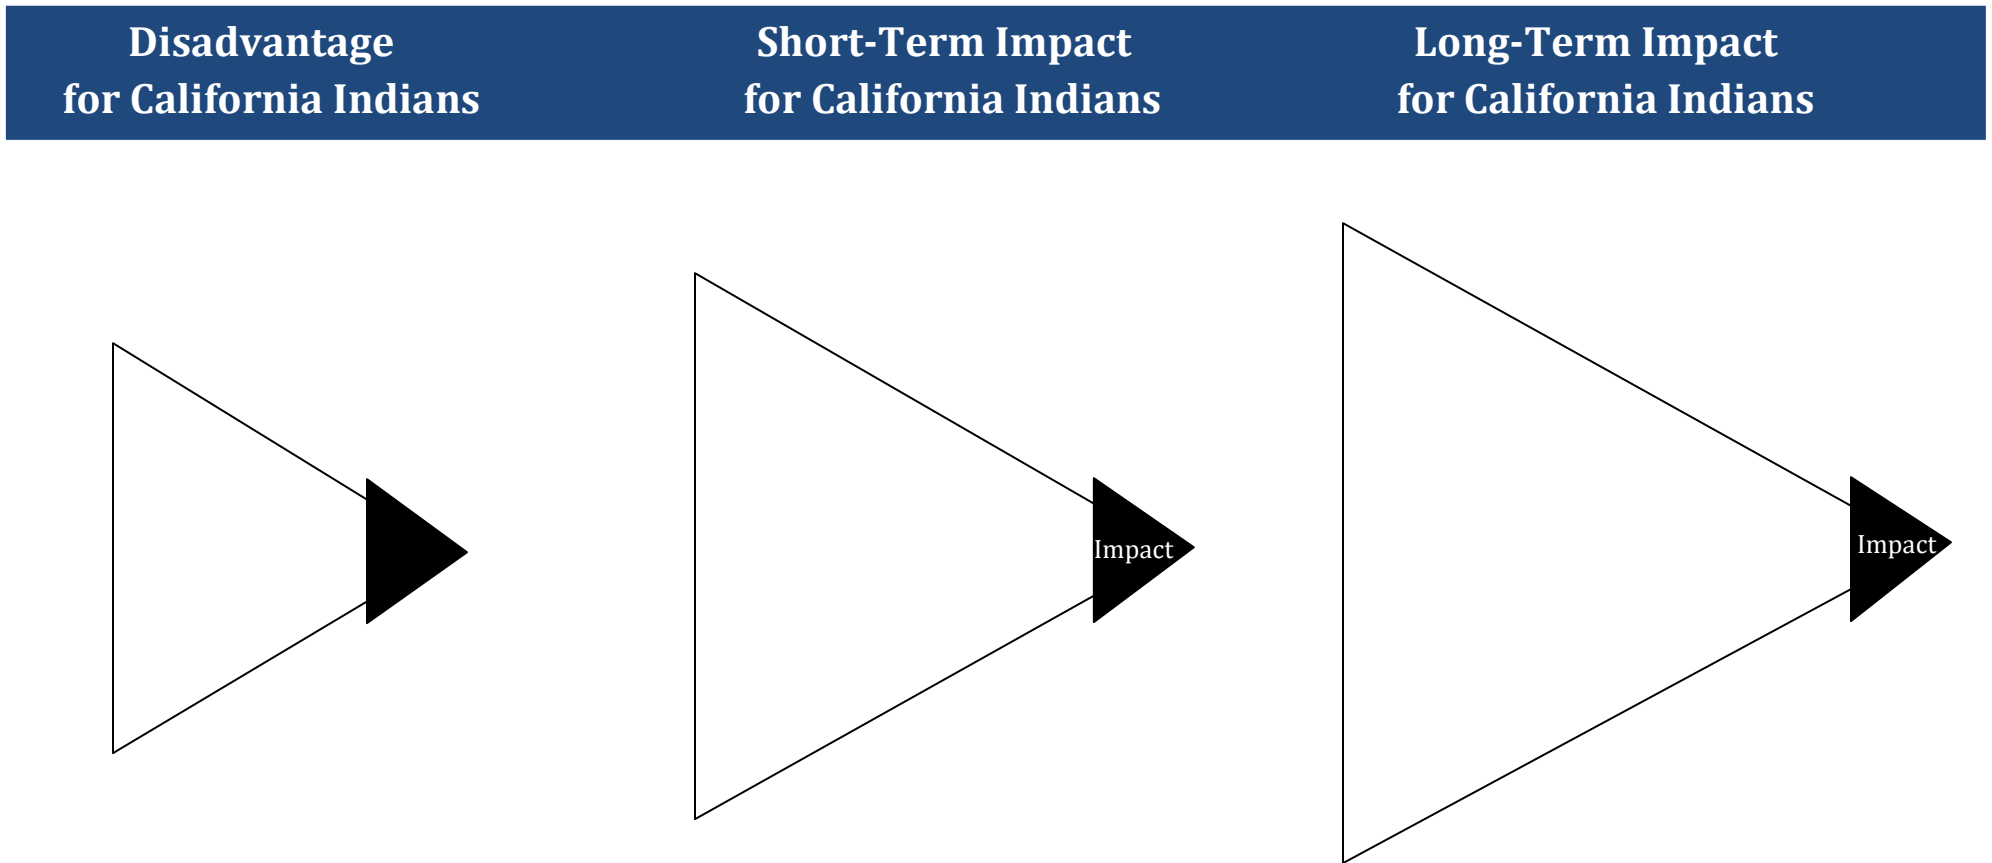 Disadvantage
for California Indians
Short-Term Impact
for California Indians
Long-Term Impact
for California Indians
Impact
Impact